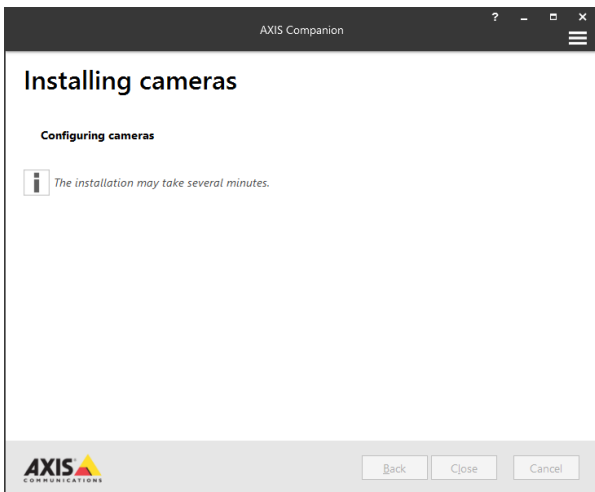 AXIS Companion
?
Installing cameras
Configuring cameras
i The installation may take several minutes.
AXIS
COMMUNICATIONS
Back Close Cancel